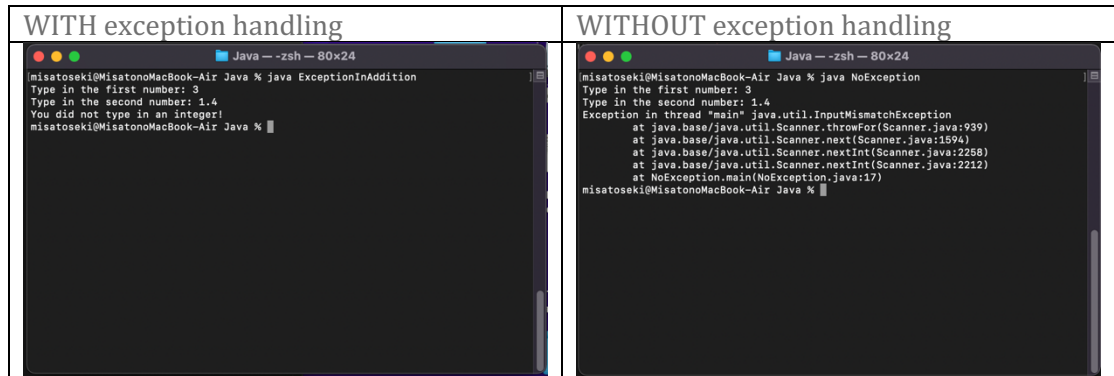 WITH exception handling
WITHOUT exception handling
Java — -zsh — 80×24
[misatoseki@MisatonoMacBook-Air Java % java ExceptionInAddition ]
Type in the first number: 3
Type in the second number: 1.4
You did not type in an integer!
misatoseki@MisatonoMacBook-Air Java %
Java — -zsh — 80×24
[misatoseki@MisatonoMacBook-Air Java % java NoException ]
Type in the first number: 3
Type in the second number: 1.4
Exception in thread "main" java.util.InputMismatchException
at java.base/java.util.Scanner.throwFor(Scanner.java:939)
at java.base/java.util.Scanner.next(Scanner.java:1594)
at java.base/java.util.Scanner.nextInt(Scanner.java:2258)
at java.base/java.util.Scanner.nextInt(Scanner.java:2212)
at NoException.main(NoException.java:17)
misatoseki@MisatonoMacBook-Air Java %